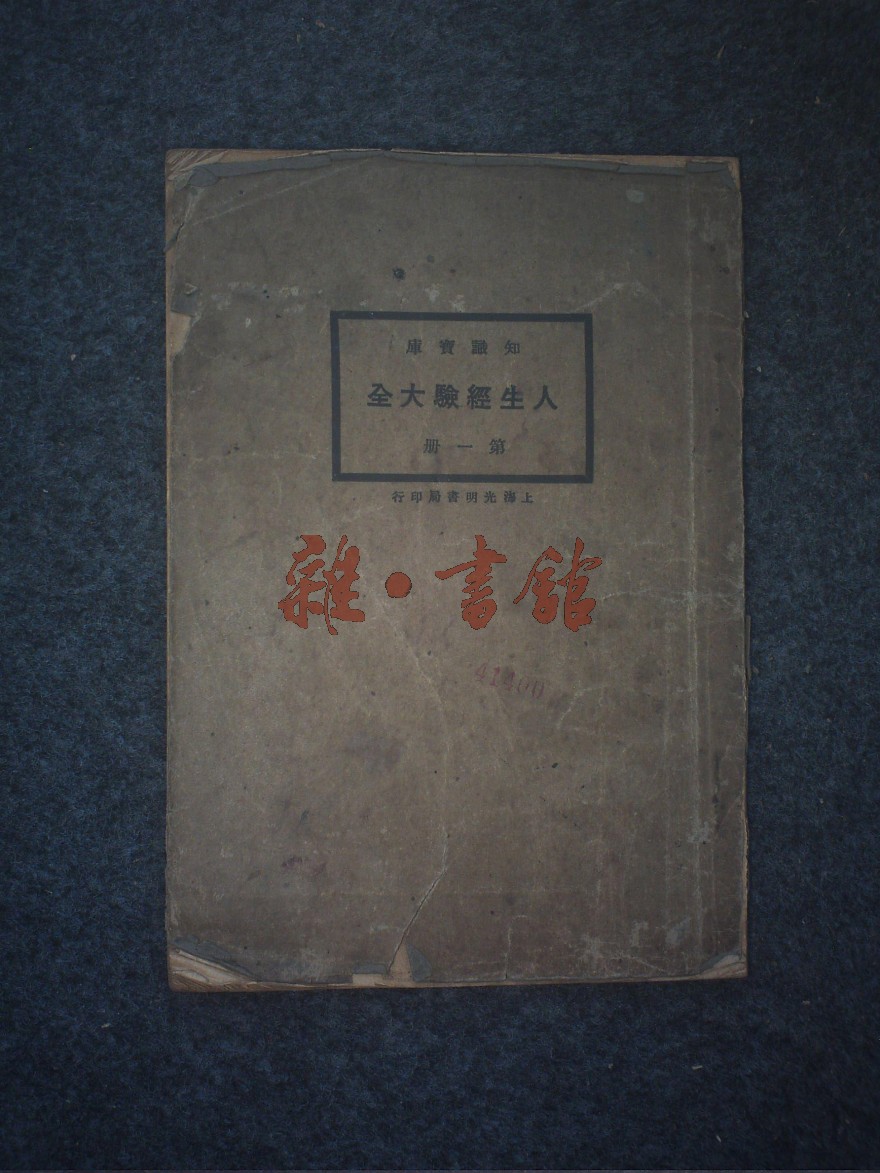 知識寶庫
人生經驗大全
第一册
上海光明書局印行
雜·書館